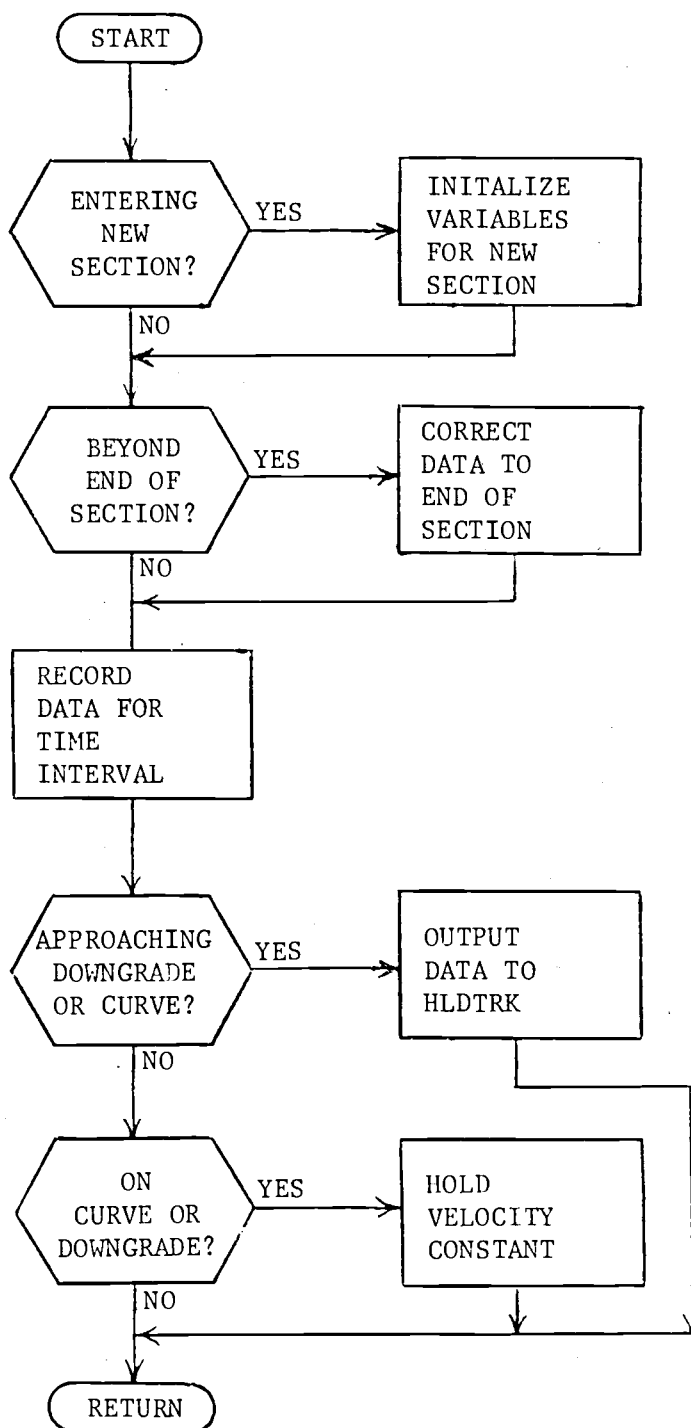 START
ENTERING
NEW
SECTION?
YES
INITALIZE
VARIABLES
FOR NEW
SECTION
NO
BEYOND
END OF
SECTION?
YES
CORRECT
DATA TO
END OF
SECTION
NO
RECORD
DATA FOR
TIME
INTERVAL
APPROACHING
DOWNGRADE
OR CURVE?
YES
OUTPUT
DATA TO
HLDTRK
NO
ON
CURVE OR
DOWNGRADE?
YES
HOLD
VELOCITY
CONSTANT
NO
RETURN